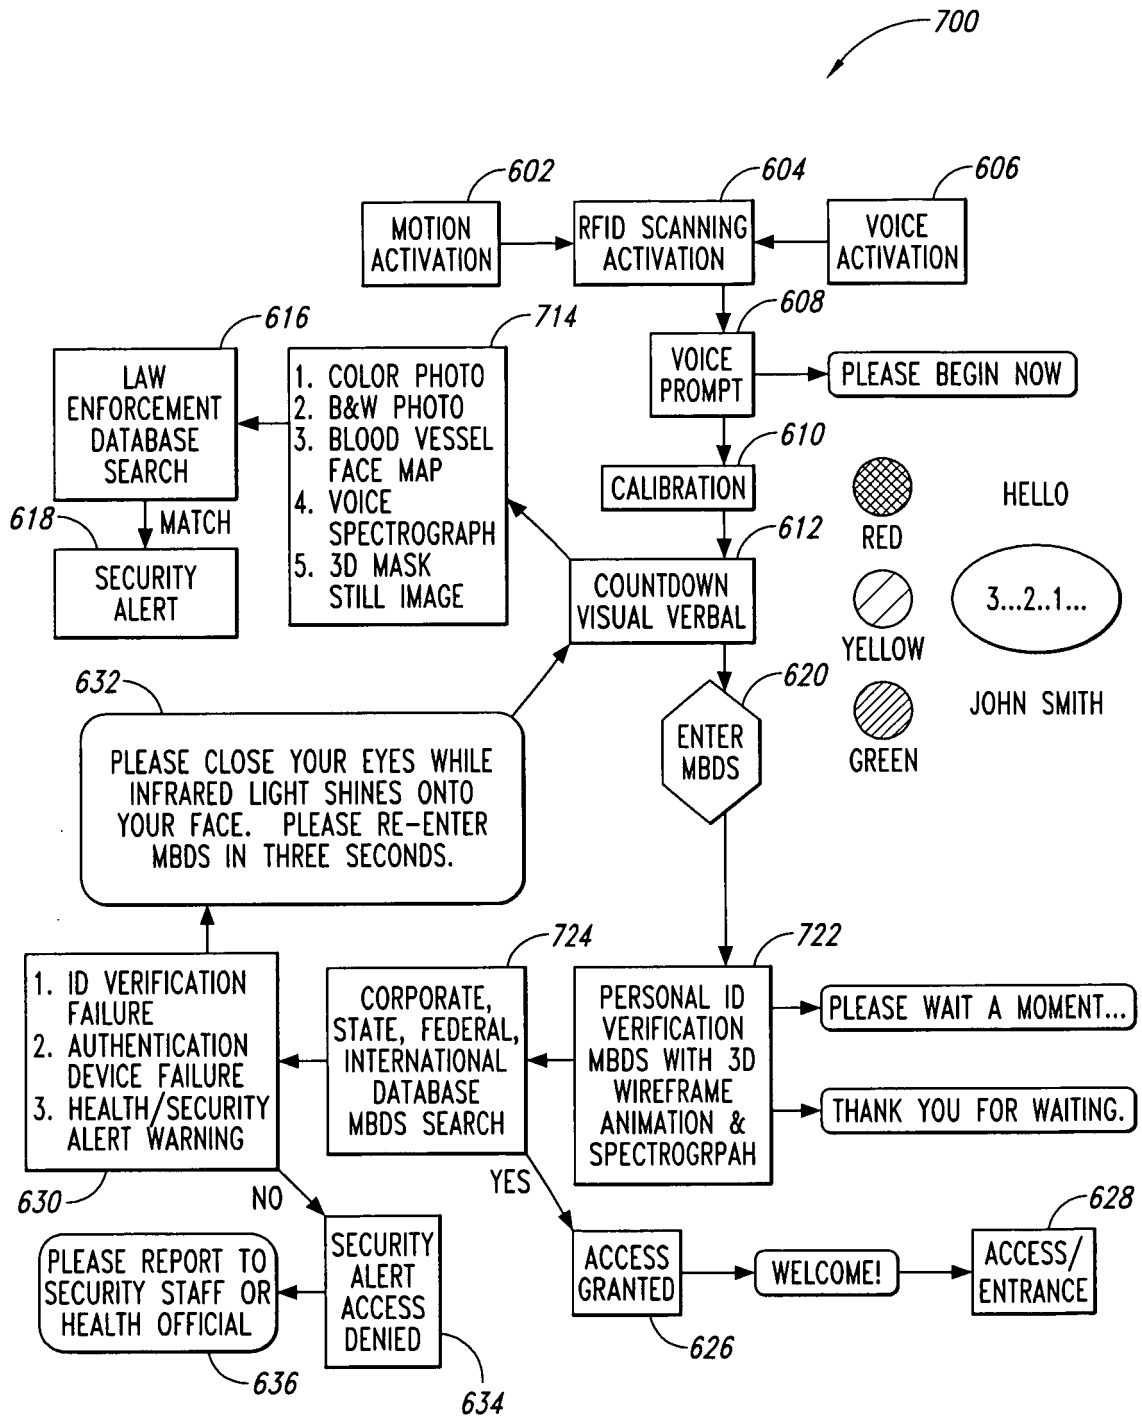 700
602
604
606
MOTION
ACTIVATION
RFID SCANNING
ACTIVATION
VOICE
ACTIVATION
608
VOICE
PROMPT
PLEASE BEGIN NOW
616
LAW
ENFORCEMENT
DATABASE
SEARCH
714
1. COLOR PHOTO
2. B&W PHOTO
3. BLOOD VESSEL
FACE MAP
4. VOICE
SPECTROGRAPH
5. 3D MASK
STILL IMAGE
610
CALIBRATION
618
MATCH
SECURITY
ALERT
612
COUNTDOWN
VISUAL VERBAL
RED
YELLOW
GREEN
HELLO
3...2..1...
JOHN SMITH
620
ENTER
MBDS
632
PLEASE CLOSE YOUR EYES WHILE
INFRARED LIGHT SHINES ONTO
YOUR FACE. PLEASE RE-ENTER
MBDS IN THREE SECONDS.
1. ID VERIFICATION
FAILURE
2. AUTHENTICATION
DEVICE FAILURE
3. HEALTH/SECURITY
ALERT WARNING
630
NO
724
CORPORATE,
STATE, FEDERAL,
INTERNATIONAL
DATABASE
MBDS SEARCH
YES
722
PERSONAL ID
VERIFICATION
MBDS WITH 3D
WIREFRAME
ANIMATION &
SPECTROGRPAH
PLEASE WAIT A MOMENT...
THANK YOU FOR WAITING.
PLEASE REPORT TO
SECURITY STAFF OR
HEALTH OFFICIAL
636
SECURITY
ALERT
ACCESS
DENIED
634
ACCESS
GRANTED
626
WELCOME!
628
ACCESS/
ENTRANCE